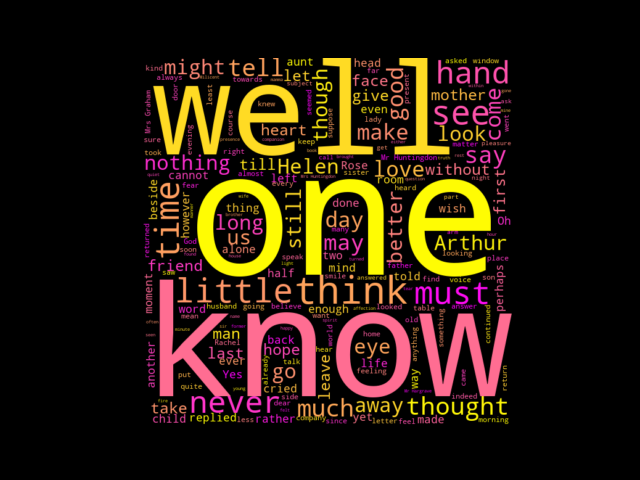 kind might tell aunt let head far asked window
always towards though face good present hand
door least well even see come
Mrs Graham knew give mother ask
sure evening course heart suppose lady make look went
took right keep call matter pleasure
nothing till Helen Mr Huntingdon without say
cannot almost left Rose sister love night first
beside fear every room heard
time however thing one done better part wish oh
long still day told Arthur
us alone may two looking
returned God soon mind father place
friend saw half speak smile answered find voice son perhaps
moment little think looked must
word husband going believe enough table answer
mean man know want old something continued
another last Rachel back hear world home eye anything
ever hope life feeling
Yes talk go leave way came
put already cried return
quite never side dear much away thought indeed
take child replied less rather company since yet letter feel made morning